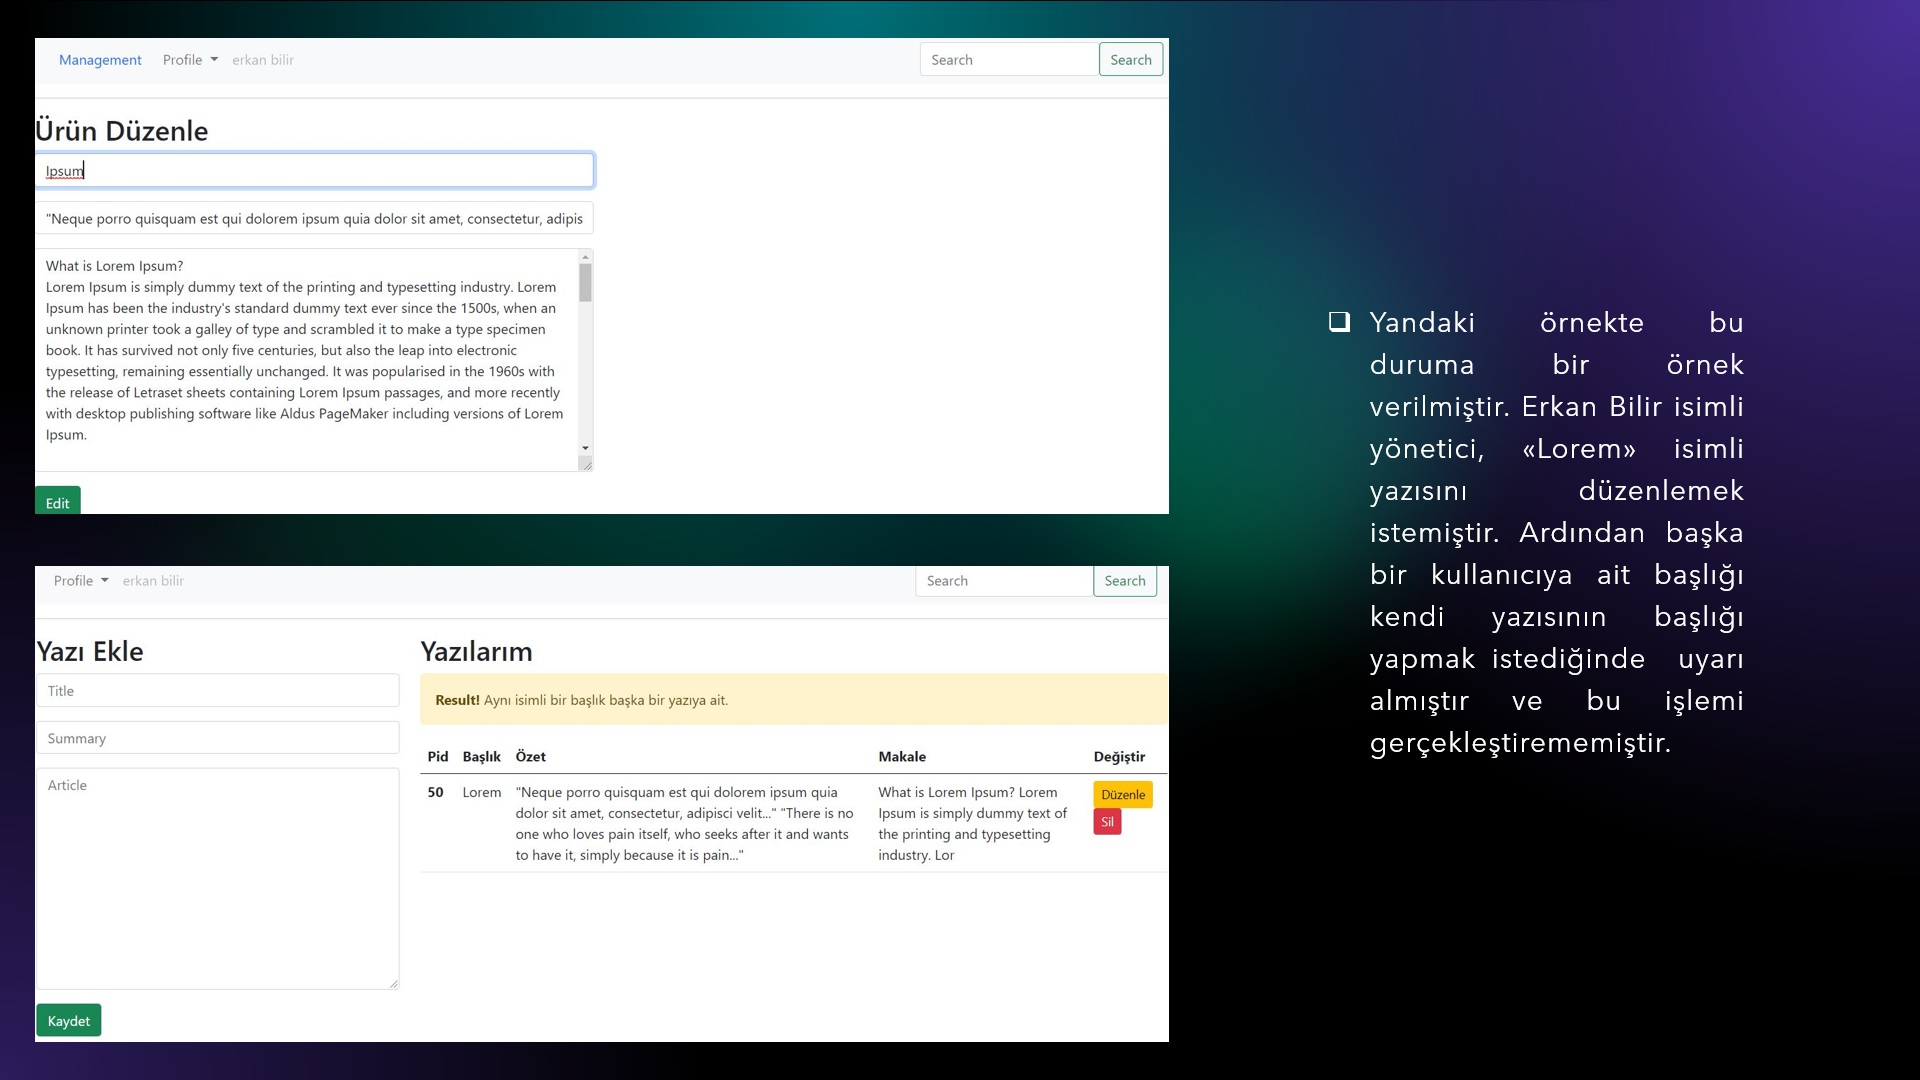 Management Profile erkan bilir Search Search
Ürün Düzenle
Ipsum
"Neque porro quisquam est qui dolorem ipsum quia dolor sit amet, consectetur, adipis
What is Lorem Ipsum?
Lorem Ipsum is simply dummy text of the printing and typesetting industry. Lorem
Ipsum has been the industry's standard dummy text ever since the 1500s, when an
unknown printer took a galley of type and scrambled it to make a type specimen
book. It has survived not only five centuries, but also the leap into electronic
typesetting, remaining essentially unchanged. It was popularised in the 1960s with
the release of Letraset sheets containing Lorem Ipsum passages, and more recently
with desktop publishing software like Aldus PageMaker including versions of Lorem
Ipsum.
Edit
Profile erkan bilir Search Search
Yazı Ekle
Title
Summary
Article
Kaydet
Yazılarım
Result! Aynı isimli bir başlık başka bir yazıya ait.
Pid Başlık Özet Makale Değiştir
50 Lorem "Neque porro quisquam est qui dolorem ipsum quia What is Lorem Ipsum? Lorem Düzenle
dolor sit amet, consectetur, adipisci velit..." "There is no Ipsum is simply dummy text of Sil
one who loves pain itself, who seeks after it and wants the printing and typesetting
to have it, simply because it is pain..." industry. Lor
Yandaki örnekte bu
duruma bir örnek
verilmiştir. Erkan Bilir isimli
yönetici, «Lorem» isimli
yazısını düzenlemek
istemiştir. Ardından başka
bir kullanıcıya ait başlığı
kendi yazısının başlığı
yapmak istediğinde uyarı
almıştır ve bu işlemi
gerçekleştirememiştir.